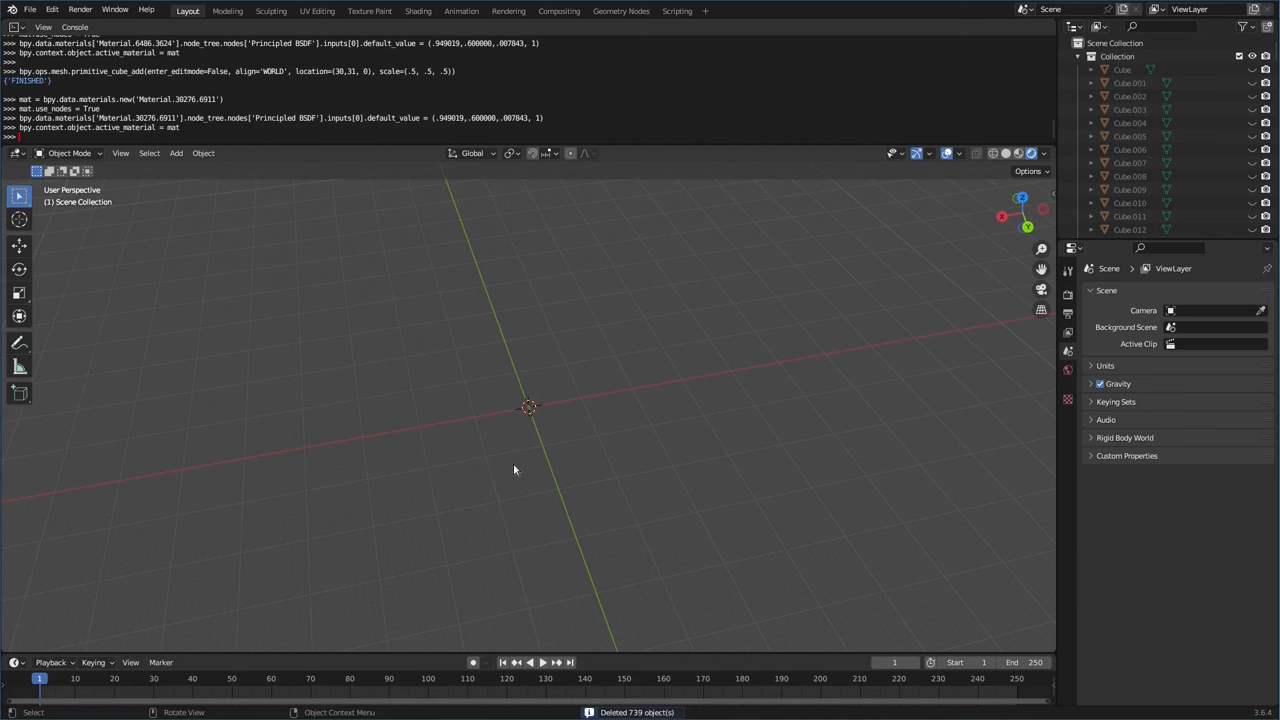 File Edit Render Window Help Layout Modeling Sculpting UV Editing Texture Paint Shading Animation Rendering Compositing Geometry Nodes Scripting + Scene ViewLayer
View Console
>>> bpy.data.materials['Material.6486.3624'].node_tree.nodes['Principled BSDF'].inputs[0].default_value = (.949019,.600000,.007843, 1)
>>> bpy.context.object.active_material = mat
>>>
>>> bpy.ops.mesh.primitive_cube_add(enter_editmode=False, align='WORLD', location=(30,31, 0), scale=(.5, .5, .5))
{'FINISHED'}
>>> mat = bpy.data.materials.new('Material.30276.6911')
>>> mat.use_nodes = True
>>> bpy.data.materials['Material.30276.6911'].node_tree.nodes['Principled BSDF'].inputs[0].default_value = (.949019,.600000,.007843, 1)
>>> bpy.context.object.active_material = mat
>>>
Object Mode View Select Add Object Global
Options
User Perspective
(1) Scene Collection
X
Y
Z
Scene Collection
Collection
Cube
Cube.001
Cube.002
Cube.003
Cube.004
Cube.005
Cube.006
Cube.007
Cube.008
Cube.009
Cube.010
Cube.011
Cube.012
Scene > ViewLayer
Scene
Camera
Background Scene
Active Clip
Units
Gravity
Keying Sets
Audio
Rigid Body World
Custom Properties
Playback Keying View Marker 1 Start 1 End 250
1 10 20 30 40 50 60 70 80 90 100 110 120 130 140 150 160 170 180 190 200 210 220 230 240 250
Select Rotate View Object Context Menu Deleted 739 object(s) 3.6.4